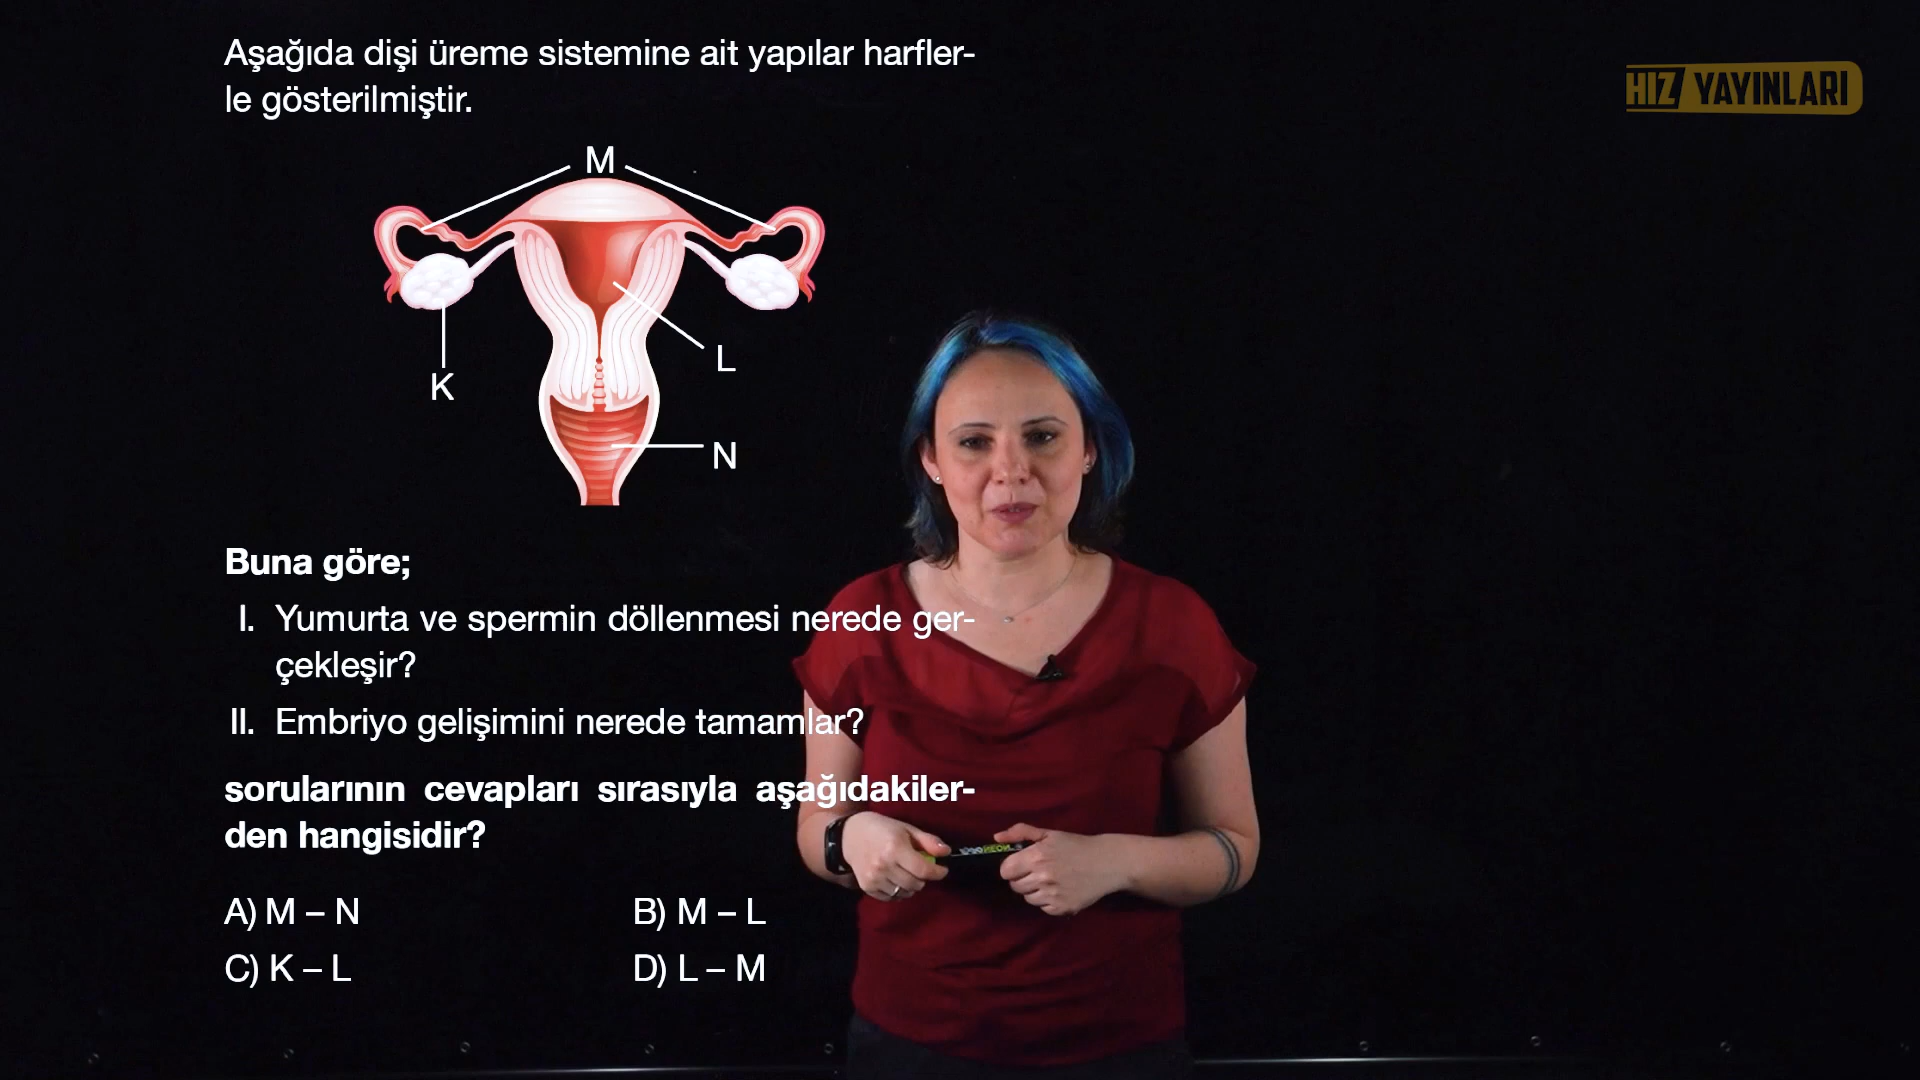 Aşağıda dişi üreme sistemine ait yapılar harfler-
le gösterilmiştir.
HIZ YAYINLARI
M
L
K
N
Buna göre;
I. Yumurta ve spermin döllenmesi nerede ger-
çekleşir?
II. Embriyo gelişimini nerede tamamlar?
sorularının cevapları sırasıyla aşağıdakiler-
den hangisidir?
A) M – N
B) M – L
C) K – L
D) L – M